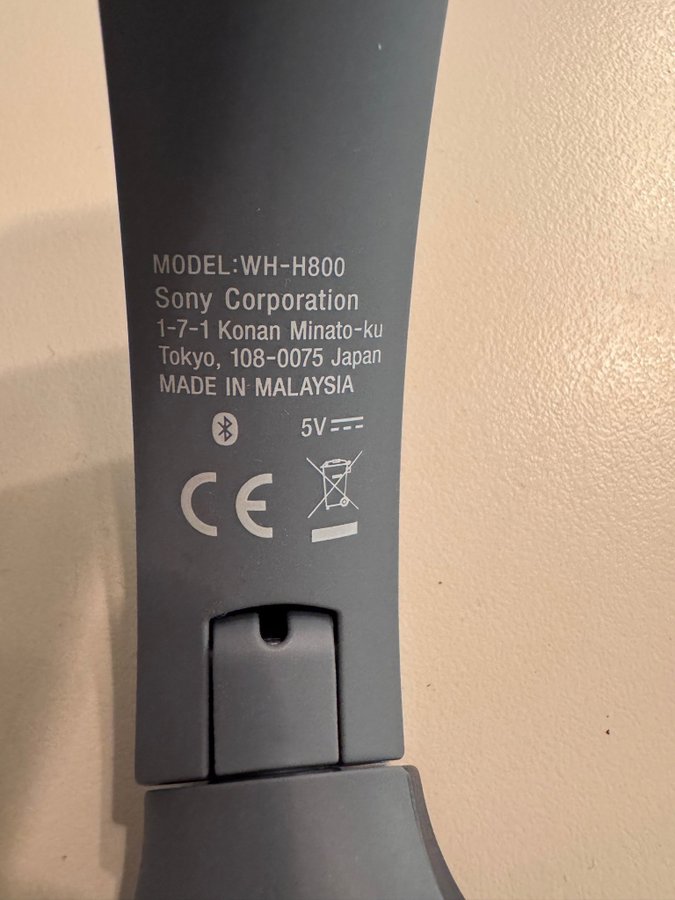 MODEL:WH-H800
Sony Corporation
1-7-1 Konan Minato-ku
Tokyo, 108-0075 Japan
MADE IN MALAYSIA
5V
CE